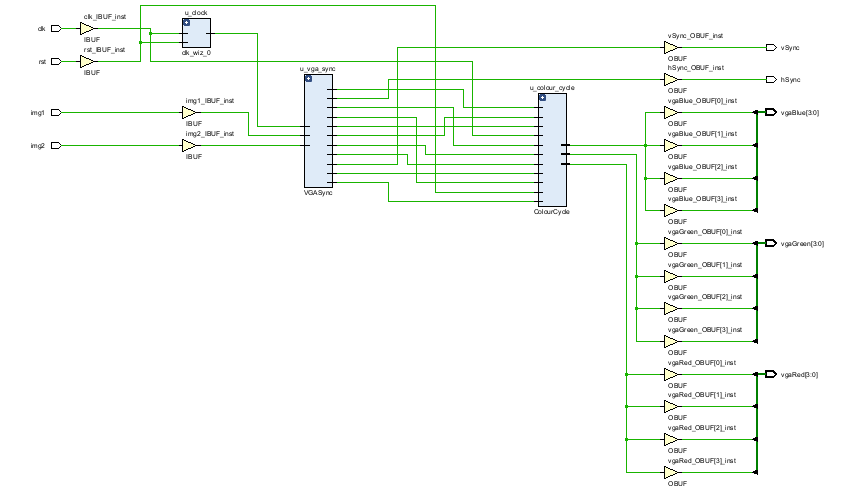 clk
clk_IBUF_inst
IBUF
rst
rst_IBUF_inst
IBUF
u_clock
clk_wiz_0
img1
img1_IBUF_inst
IBUF
img2
img2_IBUF_inst
IBUF
u_vga_sync
VGASync
u_colour_cycle
ColourCycle
vSync_OBUF_inst
OBUF
vSync
hSync_OBUF_inst
OBUF
hSync
vgaBlue_OBUF[0]_inst
OBUF
vgaBlue[3:0]
vgaBlue_OBUF[1]_inst
OBUF
vgaBlue_OBUF[2]_inst
OBUF
vgaBlue_OBUF[3]_inst
OBUF
vgaGreen_OBUF[0]_inst
OBUF
vgaGreen[3:0]
vgaGreen_OBUF[1]_inst
OBUF
vgaGreen_OBUF[2]_inst
OBUF
vgaGreen_OBUF[3]_inst
OBUF
vgaRed_OBUF[0]_inst
OBUF
vgaRed[3:0]
vgaRed_OBUF[1]_inst
OBUF
vgaRed_OBUF[2]_inst
OBUF
vgaRed_OBUF[3]_inst
OBUF